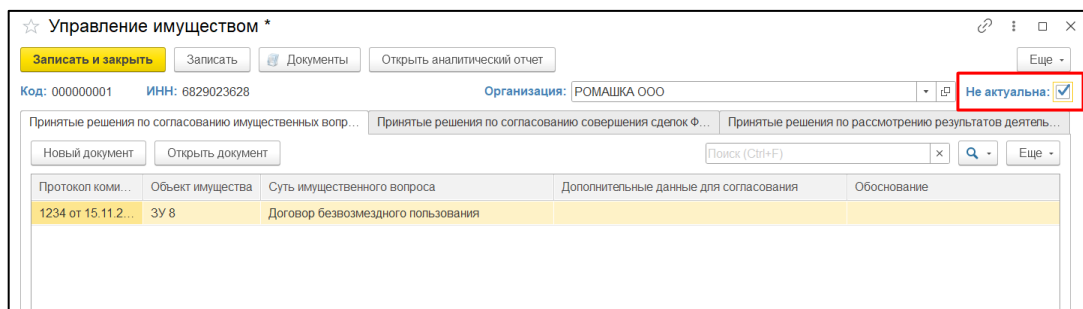 Управление имуществом *
Записать и закрыть Записать Документы Открыть аналитический отчет Еще
Код: 000000001 ИНН: 6829023628 Организация: РОМАШКА ООО Не актуальна:
Принятые решения по согласованию имущественных вопр... Принятые решения по согласованию совершения сделок Ф... Принятые решения по рассмотрению результатов деятель...
Новый документ Открыть документ Поиск (Ctrl+F) Еще
Протокол коми... Объект имущества Суть имущественного вопроса Дополнительные данные для согласования Обоснование
1234 от 15.11.2... ЗУ 8 Договор безвозмездного пользования